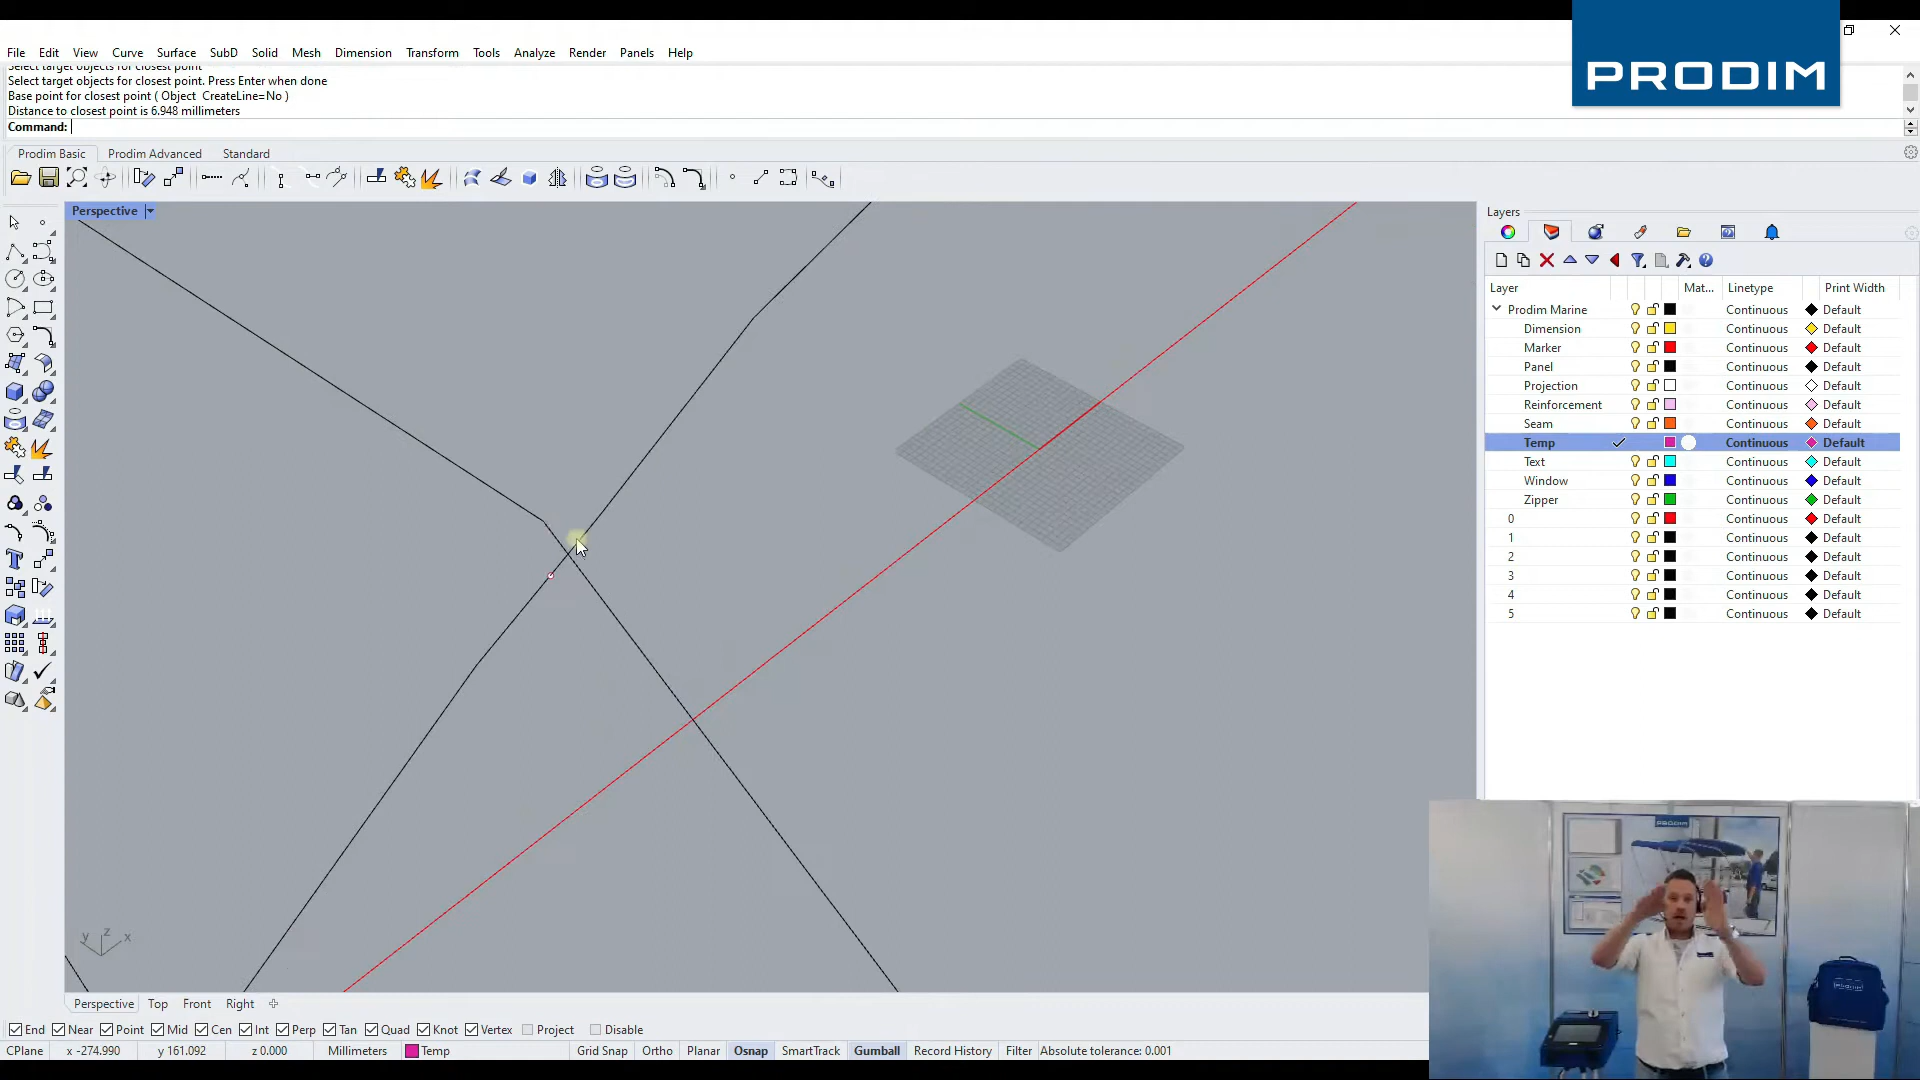 PRODIM
File Edit View Curve Surface SubD Solid Mesh Dimension Transform Tools Analyze Render Panels Help
Select target objects for closest point
Select target objects for closest point. Press Enter when done
Base point for closest point ( Object CreateLine=No )
Distance to closest point is 6.948 millimeters
Command:
Prodim Basic Prodim Advanced Standard
Perspective
Layers
Layer Mat... Linetype Print Width
Prodim Marine Continuous Default
Dimension Continuous Default
Marker Continuous Default
Panel Continuous Default
Projection Continuous Default
Reinforcement Continuous Default
Seam Continuous Default
Temp Continuous Default
Text Continuous Default
Window Continuous Default
Zipper Continuous Default
0 Continuous Default
1 Continuous Default
2 Continuous Default
3 Continuous Default
4 Continuous Default
5 Continuous Default
PRODIM
y z x
Perspective Top Front Right
End Near Point Mid Cen Int Perp Tan Quad Knot Vertex Project Disable
CPlane x -274.990 y 161.092 z 0.000 Millimeters Temp Grid Snap Ortho Planar Osnap SmartTrack Gumball Record History Filter Absolute tolerance: 0.001